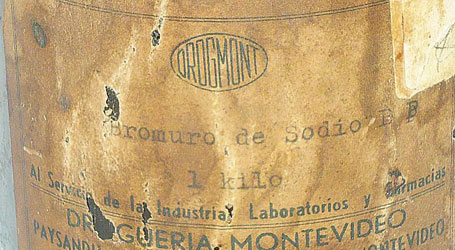 DROGMONT
Bromuro de Sodio B P
1 kilo
Al Servicio de la Industria, Laboratorios y Farmacias
DROGUERIA MONTEVIDEO
PAYSANDU MONTEVIDEO